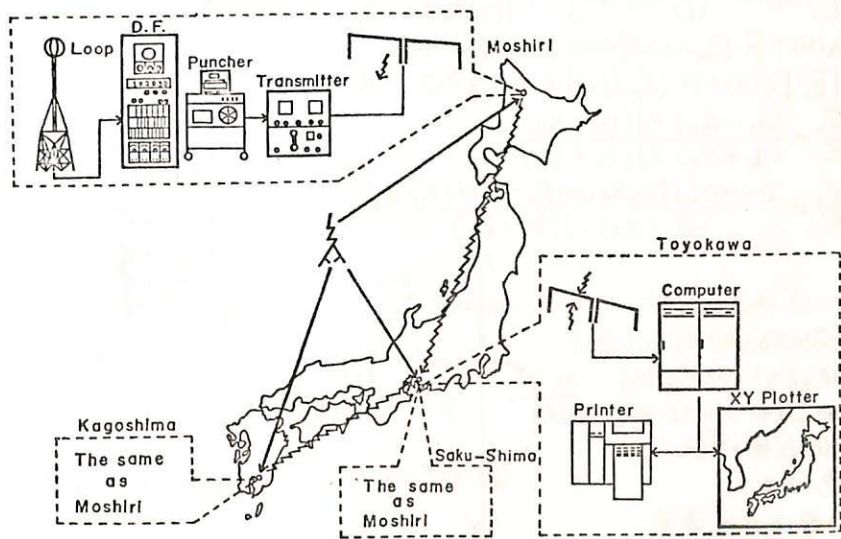 D.F.
Loop
Puncher
Transmitter
Moshiri
Toyokawa
Computer
Printer
XY Plotter
Kagoshima
The same
as
Moshiri
Saku-Shima
The same
as
Moshiri